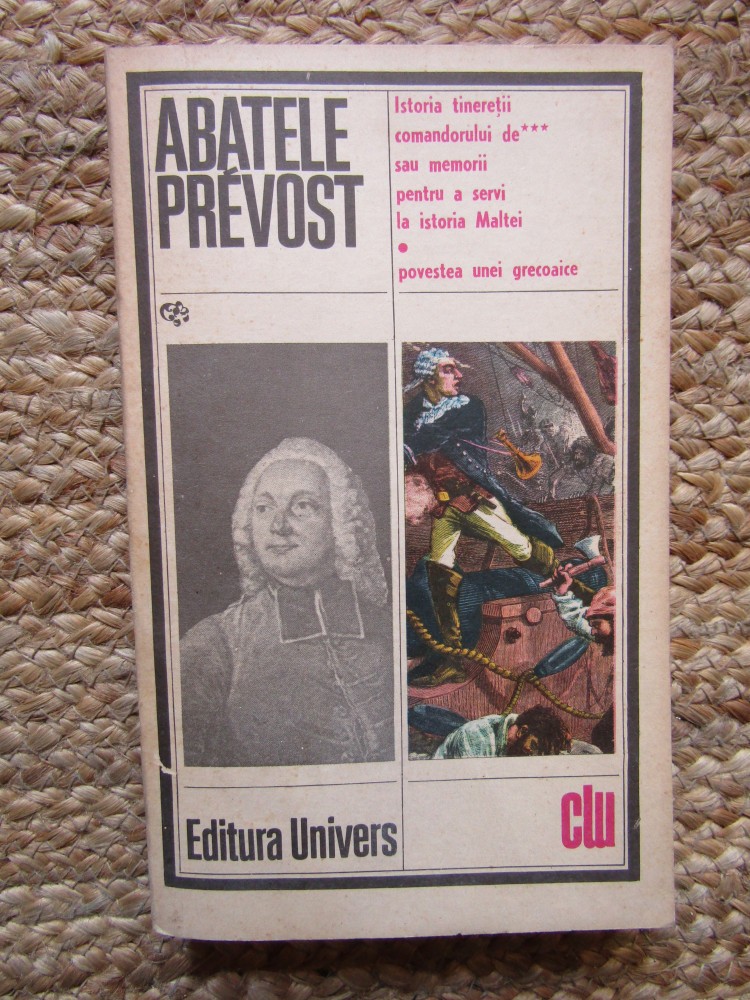 ABATELE
PRÉVOST
Istoria tinereții
comandorului de***
sau memorii
pentru a servi
la istoria Maltei
•
povestea unei grecoaice
Editura Univers
clu